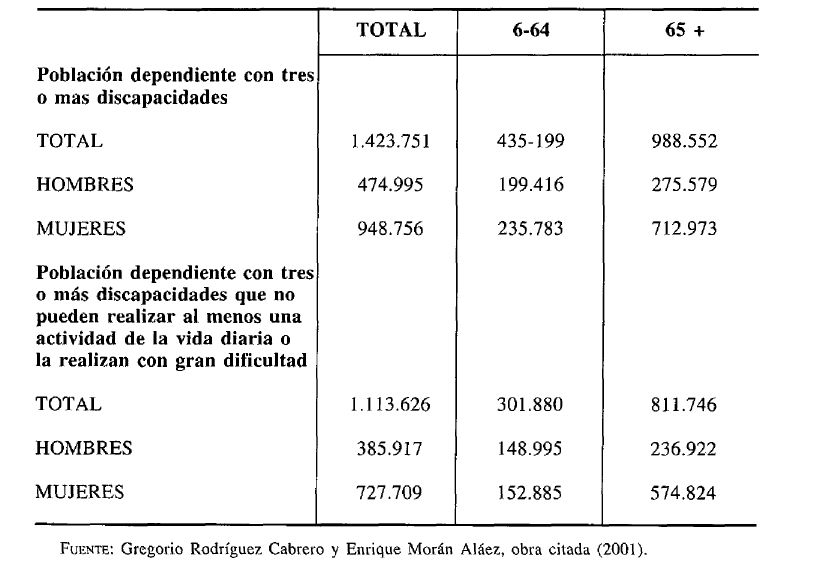 TOTAL 6-64 65 +
Población dependiente con tres
o mas discapacidades
TOTAL 1.423.751 435-199 988.552
HOMBRES 474.995 199.416 275.579
MUJERES 948.756 235.783 712.973
Población dependiente con tres
o más discapacidades que no
pueden realizar al menos una
actividad de la vida diaria o
la realizan con gran dificultad
TOTAL 1.113.626 301.880 811.746
HOMBRES 385.917 148.995 236.922
MUJERES 727.709 152.885 574.824
FUENTE: Gregorio Rodríguez Cabrero y Enrique Morán Aláez, obra citada (2001).